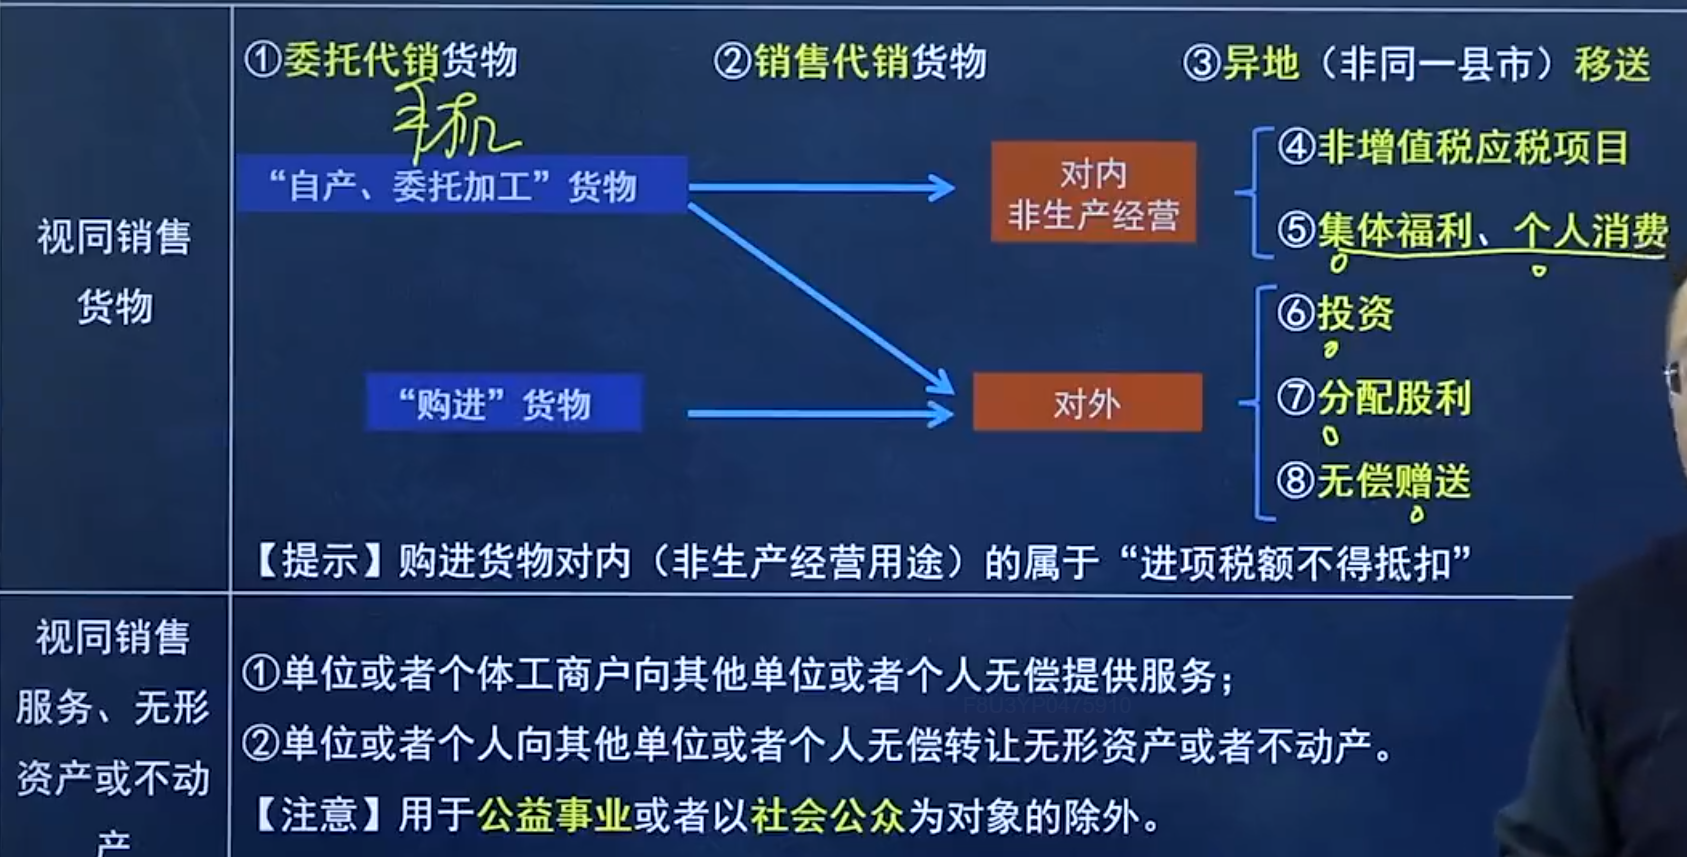 ①委托代销货物 ②销售代销货物 ③异地（非同一县市）移送
手机
视同销售
货物
“自产、委托加工”货物
对内
非生产经营
④非增值税应税项目
⑤集体福利、个人消费
“购进”货物
对外
⑥投资
⑦分配股利
⑧无偿赠送
【提示】购进货物对内（非生产经营用途）的属于“进项税额不得抵扣”
视同销售
服务、无形
资产或不动
产
①单位或者个体工商户向其他单位或者个人无偿提供服务；
F8U3YP0475910
②单位或者个人向其他单位或者个人无偿转让无形资产或者不动产。
【注意】用于公益事业或者以社会公众为对象的除外。